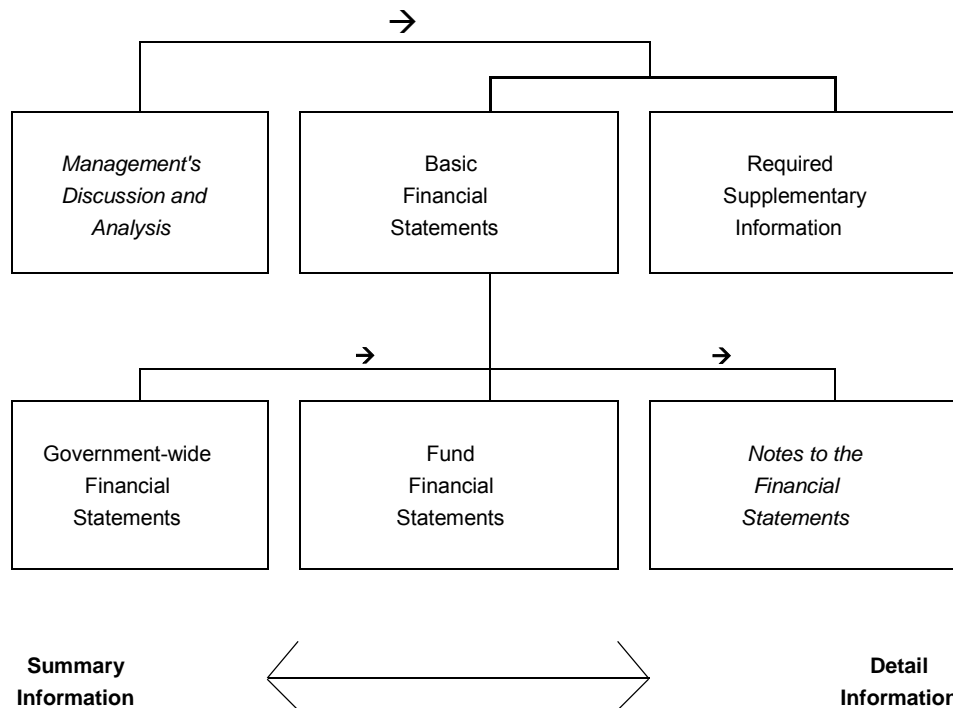 Management's
Discussion and
Analysis
Basic
Financial
Statements
Required
Supplementary
Information
Government-wide
Financial
Statements
Fund
Financial
Statements
Notes to the
Financial
Statements
Summary
Information
Detail
Information